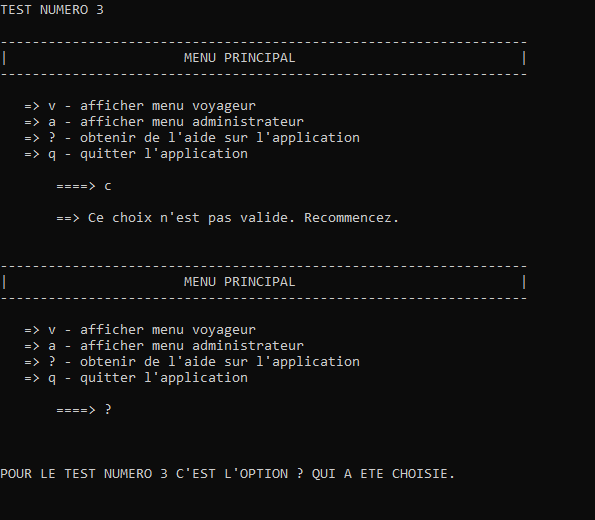 TEST NUMERO 3
------------------------------------------------------------------
|                      MENU PRINCIPAL                            |
------------------------------------------------------------------
=> v - afficher menu voyageur
=> a - afficher menu administrateur
=> ? - obtenir de l'aide sur l'application
=> q - quitter l'application
====> c
==> Ce choix n'est pas valide. Recommencez.
------------------------------------------------------------------
|                      MENU PRINCIPAL                            |
------------------------------------------------------------------
=> v - afficher menu voyageur
=> a - afficher menu administrateur
=> ? - obtenir de l'aide sur l'application
=> q - quitter l'application
====> ?
POUR LE TEST NUMERO 3 C'EST L'OPTION ? QUI A ETE CHOISIE.